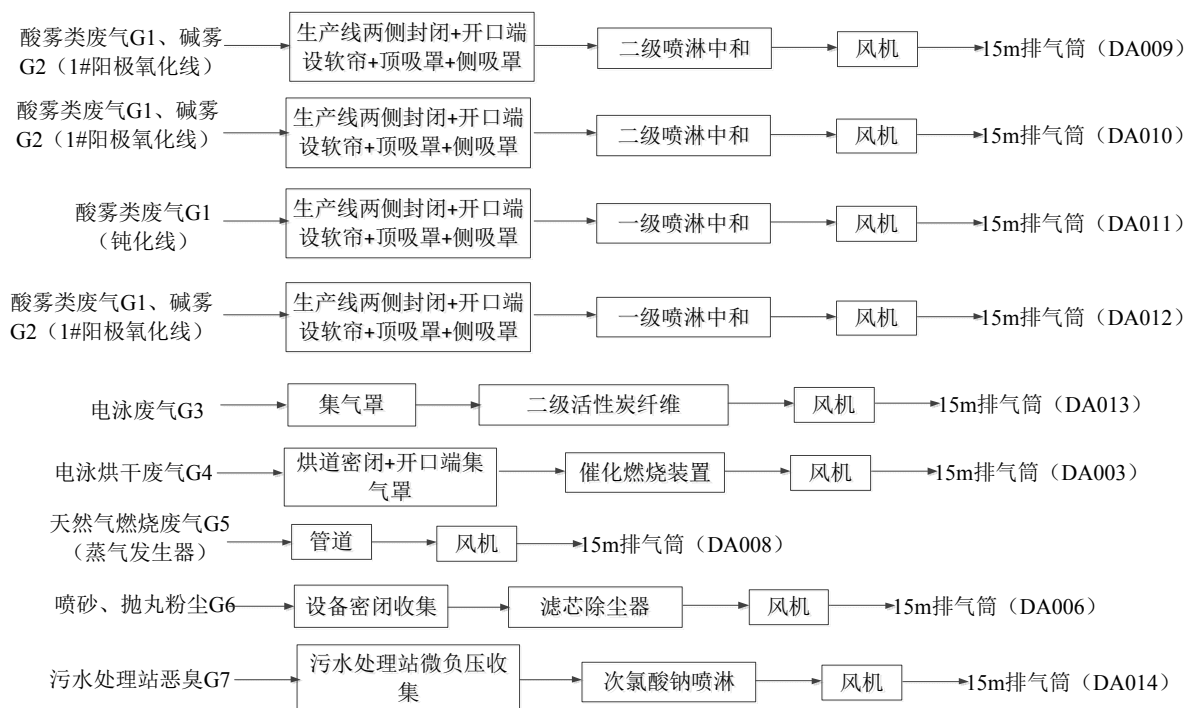 酸雾类废气G1、碱雾
G2（1#阳极氧化线）
生产线两侧封闭+开口端
设软帘+顶吸罩+侧吸罩
二级喷淋中和
风机
15m排气筒（DA009）
酸雾类废气G1、碱雾
G2（1#阳极氧化线）
生产线两侧封闭+开口端
设软帘+顶吸罩+侧吸罩
二级喷淋中和
风机
15m排气筒（DA010）
酸雾类废气G1
（钝化线）
生产线两侧封闭+开口端
设软帘+顶吸罩+侧吸罩
一级喷淋中和
风机
15m排气筒（DA011）
酸雾类废气G1、碱雾
G2（1#阳极氧化线）
生产线两侧封闭+开口端
设软帘+顶吸罩+侧吸罩
一级喷淋中和
风机
15m排气筒（DA012）
电泳废气G3
集气罩
二级活性炭纤维
风机
15m排气筒（DA013）
电泳烘干废气G4
烘道密闭+开口端集
气罩
催化燃烧装置
风机
15m排气筒（DA003）
天然气燃烧废气G5
（蒸气发生器）
管道
风机
15m排气筒（DA008）
喷砂、抛丸粉尘G6
设备密闭收集
滤芯除尘器
风机
15m排气筒（DA006）
污水处理站恶臭G7
污水处理站微负压收
集
次氯酸钠喷淋
风机
15m排气筒（DA014）